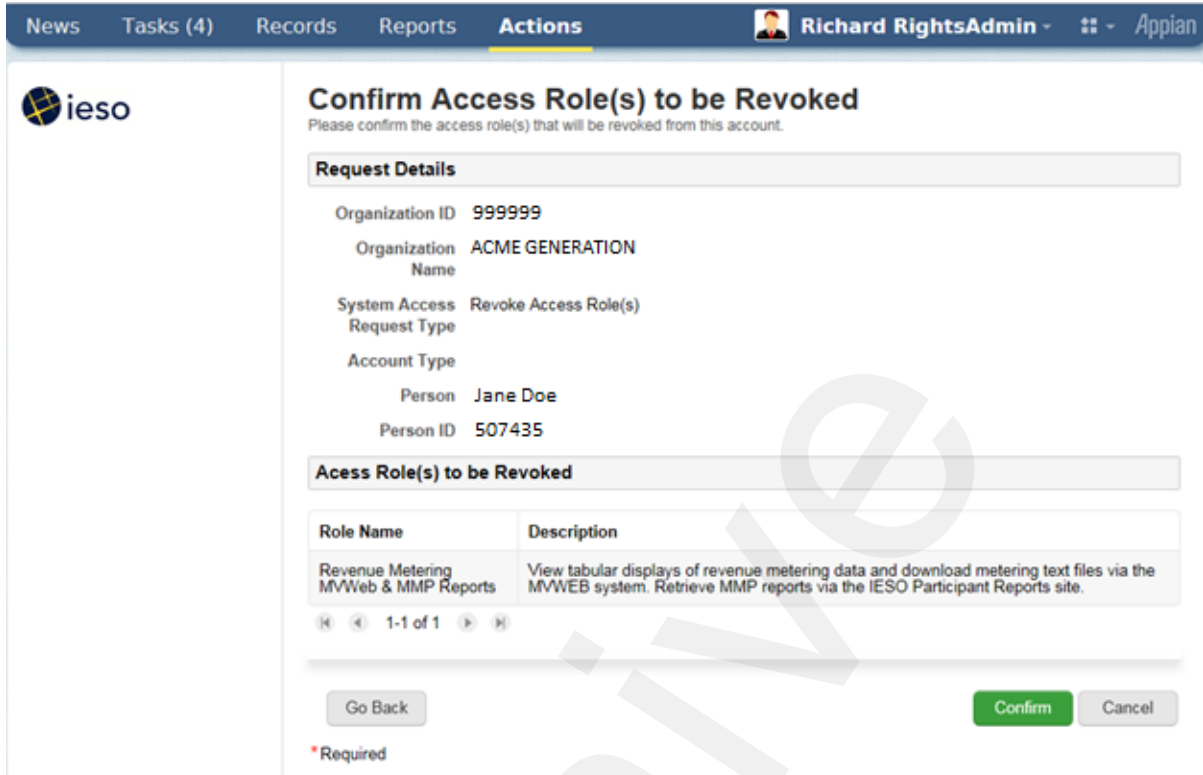 News Tasks (4) Records Reports Actions Richard RightsAdmin Appian
ieso
Confirm Access Role(s) to be Revoked
Please confirm the access role(s) that will be revoked from this account.
Request Details
Organization ID 999999
Organization Name ACME GENERATION
System Access Request Type Revoke Access Role(s)
Account Type
Person Jane Doe
Person ID 507435
Acess Role(s) to be Revoked
Role Name Description
Revenue Metering View tabular displays of revenue metering data and download metering text files via the
MVWeb & MMP Reports MVWEB system. Retrieve MMP reports via the IESO Participant Reports site.
1-1 of 1
Go Back Confirm Cancel
*Required